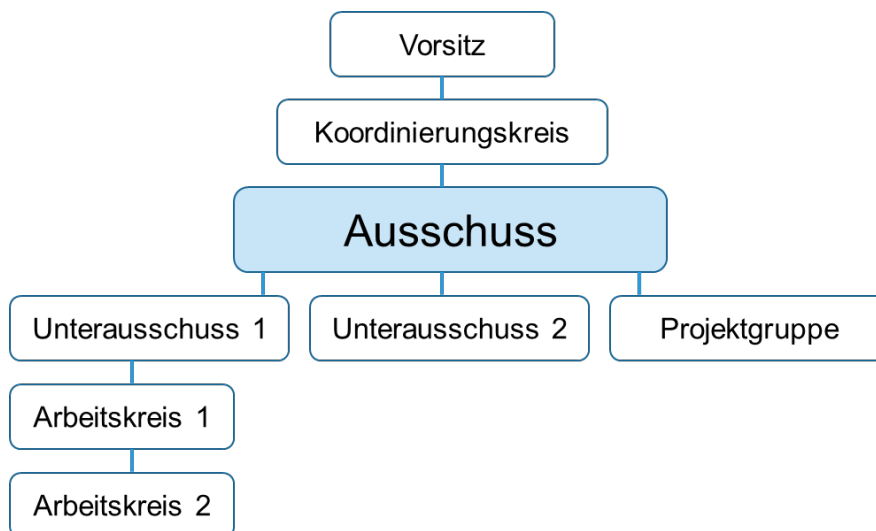 Vorsitz
Koordinierungskreis
Ausschuss
Unterausschuss 1
Unterausschuss 2
Projektgruppe
Arbeitskreis 1
Arbeitskreis 2